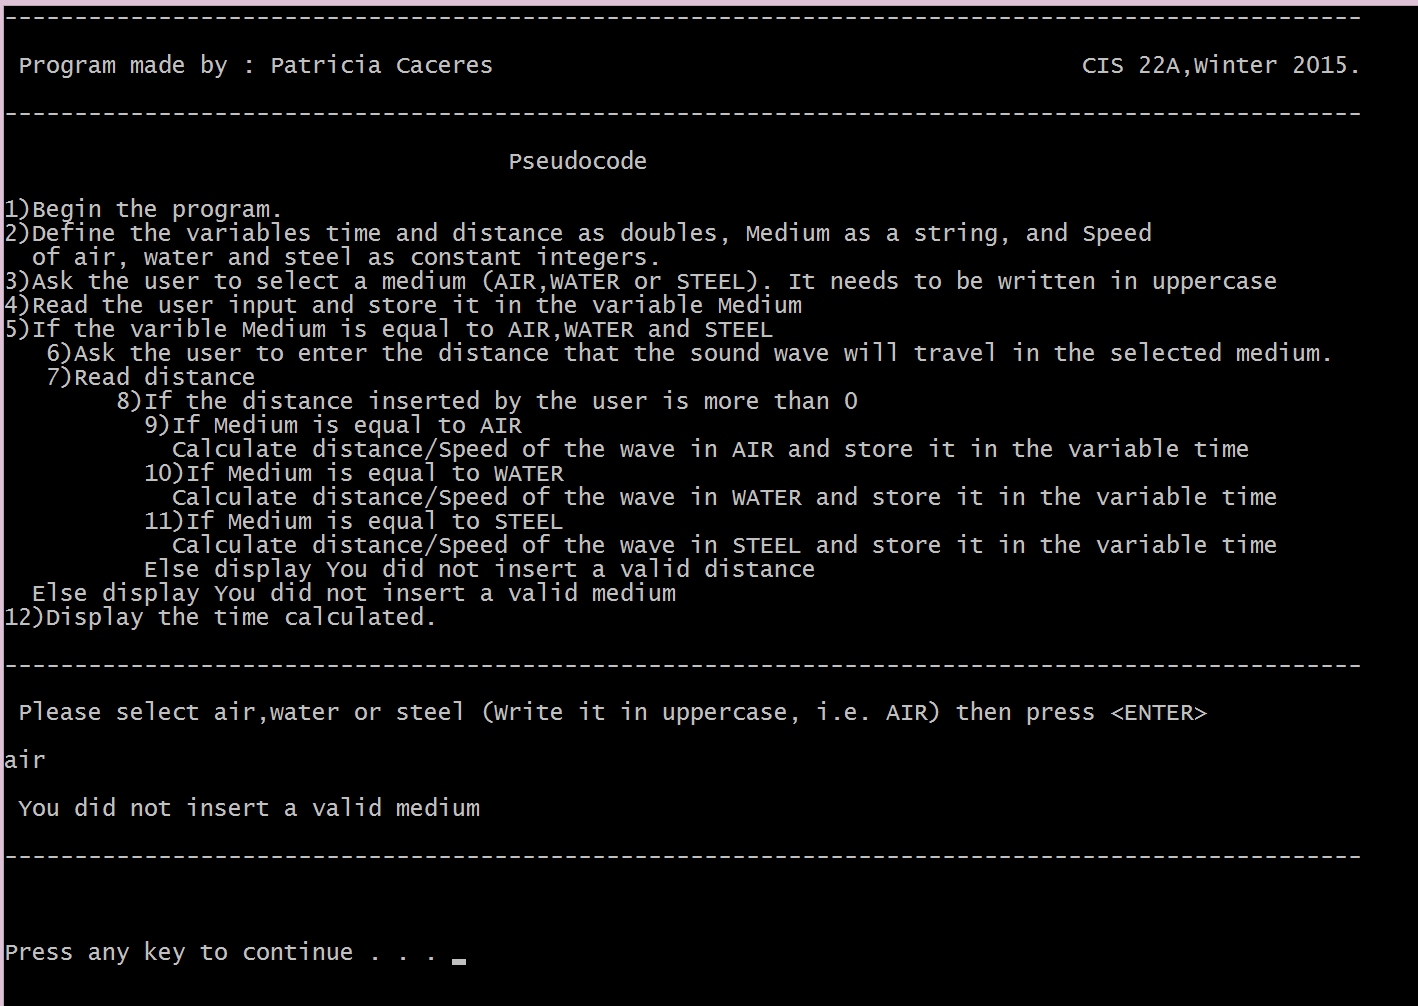 -------------------------------------------------------------------------------------------------
Program made by : Patricia Caceres CIS 22A,Winter 2015.
-------------------------------------------------------------------------------------------------
Pseudocode
1)Begin the program.
2)Define the variables time and distance as doubles, Medium as a string, and Speed
of air, water and steel as constant integers.
3)Ask the user to select a medium (AIR,WATER or STEEL). It needs to be written in uppercase
4)Read the user input and store it in the variable Medium
5)If the varible Medium is equal to AIR,WATER and STEEL
6)Ask the user to enter the distance that the sound wave will travel in the selected medium.
7)Read distance
8)If the distance inserted by the user is more than 0
9)If Medium is equal to AIR
Calculate distance/Speed of the wave in AIR and store it in the variable time
10)If Medium is equal to WATER
Calculate distance/Speed of the wave in WATER and store it in the variable time
11)If Medium is equal to STEEL
Calculate distance/Speed of the wave in STEEL and store it in the variable time
Else display You did not insert a valid distance
Else display You did not insert a valid medium
12)Display the time calculated.
-------------------------------------------------------------------------------------------------
Please select air,water or steel (Write it in uppercase, i.e. AIR) then press <ENTER>
air
You did not insert a valid medium
-------------------------------------------------------------------------------------------------
Press any key to continue . . . _